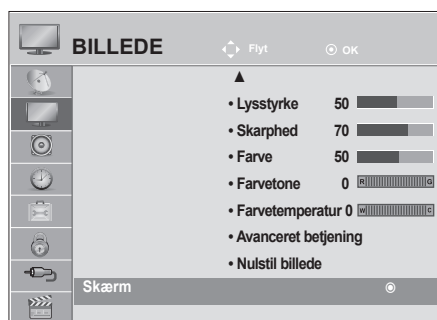 BILLEDE Flyt OK
• Lysstyrke 50
• Skarphed 70
• Farve 50
• Farvetone 0 R G
• Farvetemperatur 0 W C
• Avanceret betjening
• Nulstil billede
Skærm